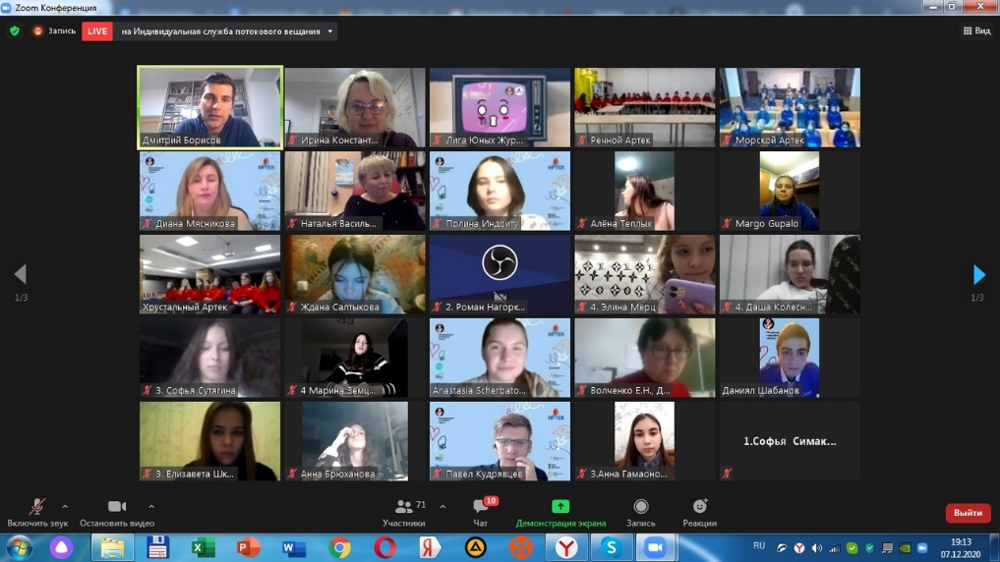 Zoom Конференция
Запись
LIVE
на Индивидуальная служба потокового вещания
Вид
Дмитрий Борисов
Ирина Констант...
Лига Юных Жур...
Речной Артек
Морской Артек
Диана Мясникова
АРТЕК
Наталья Василь...
Полина Индоиту
АРТЕК
Алёна Теплых
Margo Gupalo
Хрустальный Артек
Ждана Салтыкова
2. Роман Нагорк...
4. Элина Мерц
4. Даша Колесн...
1/3
1/3
3. Софья Сутягина
4 Марина Земц...
Anastasia Scherbato...
АРТЕК
Волченко Е.Н., Д...
Даниял Шабанов
3. Елизавета Шк...
Анна Брюханова
Павел Кудрявцев
АРТЕК
3.Анна Гамаоно...
1.Софья Симак...
Включить звук
Остановить видео
Участники
71
Чат
10
Демонстрация экрана
Запись
Реакции
Выйти
RU
19:13
07.12.2020